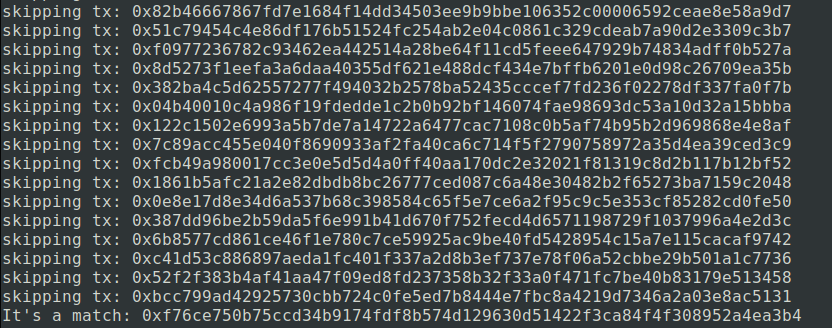 skipping tx: 0x82b46667867fd7e1684f14dd34503ee9b9bbe106352c00006592ceae8e58a9d7
skipping tx: 0x51c79454c4e86df176b51524fc254ab2e04c0861c329cdeab7a90d2e3309c3b7
skipping tx: 0xf0977236782c93462ea442514a28be64f11cd5feee647929b74834adff0b527a
skipping tx: 0x8d5273f1eefa3a6daa40355df621e488dcf434e7bffb6201e0d98c26709ea35b
skipping tx: 0x382ba4c5d62557277f494032b2578ba52435cccef7fd236f02278df337fa0f7b
skipping tx: 0x04b40010c4a986f19fdedde1c2b0b92bf146074fae98693dc53a10d32a15bbba
skipping tx: 0x122c1502e6993a5b7de7a14722a6477cac7108c0b5af74b95b2d969868e4e8af
skipping tx: 0x7c89acc455e040f8690933af2fa40ca6c714f5f2790758972a35d4ea39ced3c9
skipping tx: 0xfcb49a980017cc3e0e5d5d4a0ff40aa170dc2e32021f81319c8d2b117b12bf52
skipping tx: 0x1861b5afc21a2e82dbdb8bc26777ced087c6a48e30482b2f65273ba7159c2048
skipping tx: 0x0e8e17d8e34d6a537b68c398584c65f5e7ce6a2f95c9c5e353cf85282cd0fe50
skipping tx: 0x387dd96be2b59da5f6e991b41d670f752fecd4d6571198729f1037996a4e2d3c
skipping tx: 0x6b8577cd861ce46f1e780c7ce59925ac9be40fd5428954c15a7e115cacaf9742
skipping tx: 0xc41d53c886897aeda1fc401f337a2d8b3ef737e78f06a52cbbe29b501a1c7736
skipping tx: 0x52f2f383b4af41aa47f09ed8fd237358b32f33a0f471fc7be40b83179e513458
skipping tx: 0xbcc799ad42925730cbb724c0fe5ed7b8444e7fbc8a4219d7346a2a03e8ac5131
It's a match: 0xf76ce750b75ccd34b9174fdf8b574d129630d51422f3ca84f4f308952a4ea3b4